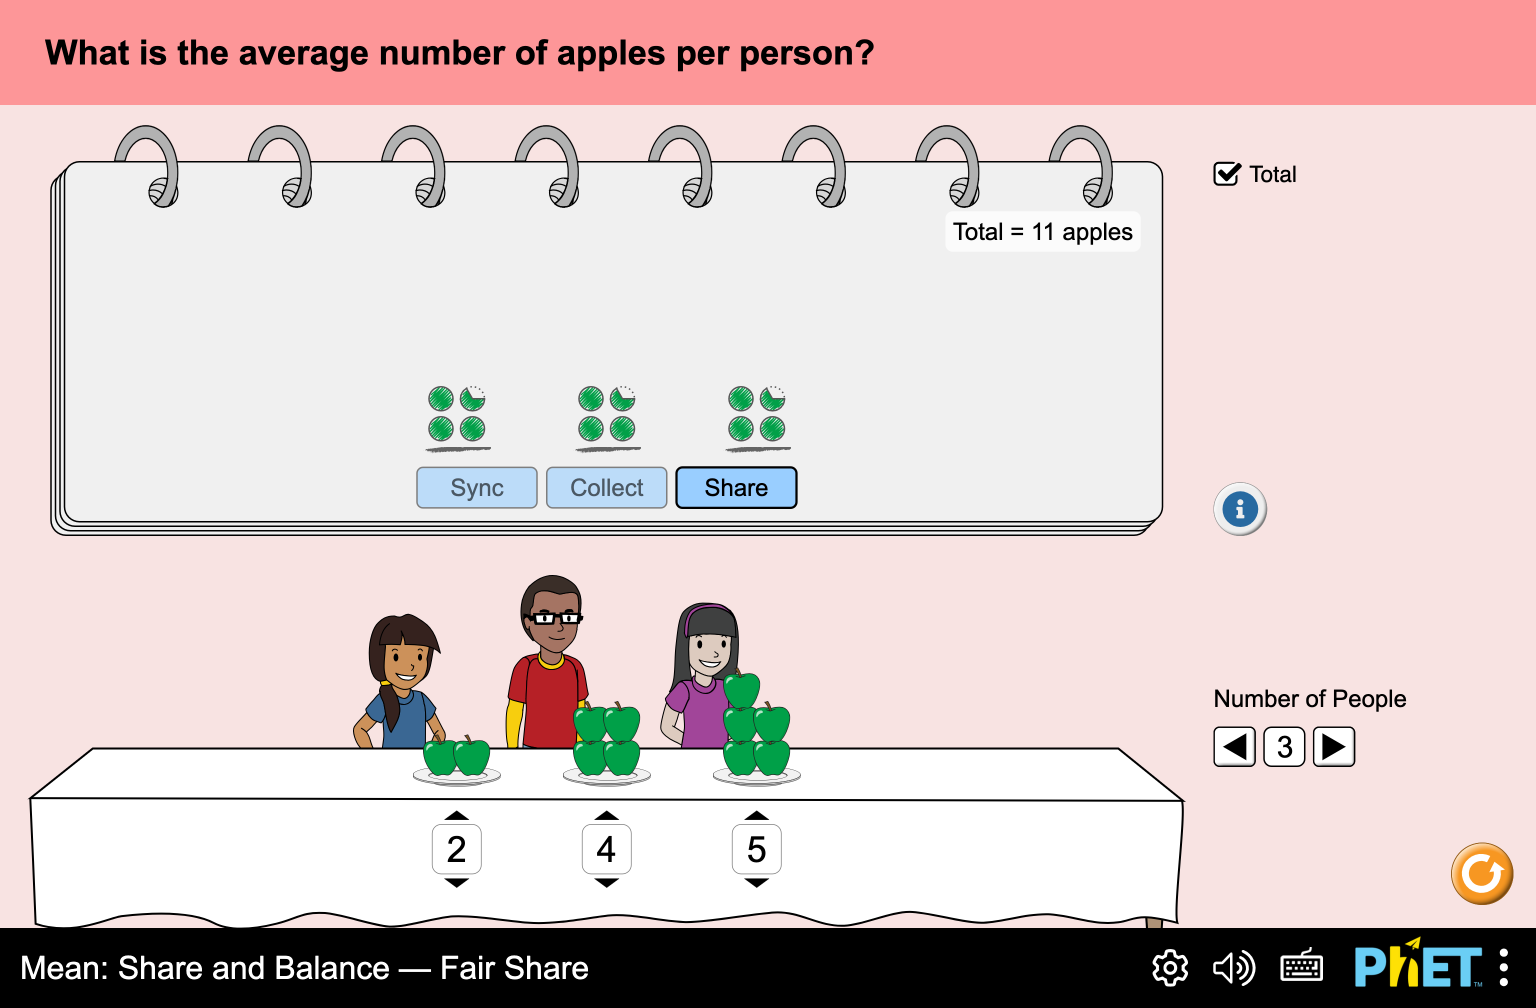 What is the average number of apples per person?
Total
Total = 11 apples
Sync Collect Share
Number of People
3
2 4 5
Mean: Share and Balance — Fair Share
PhET™